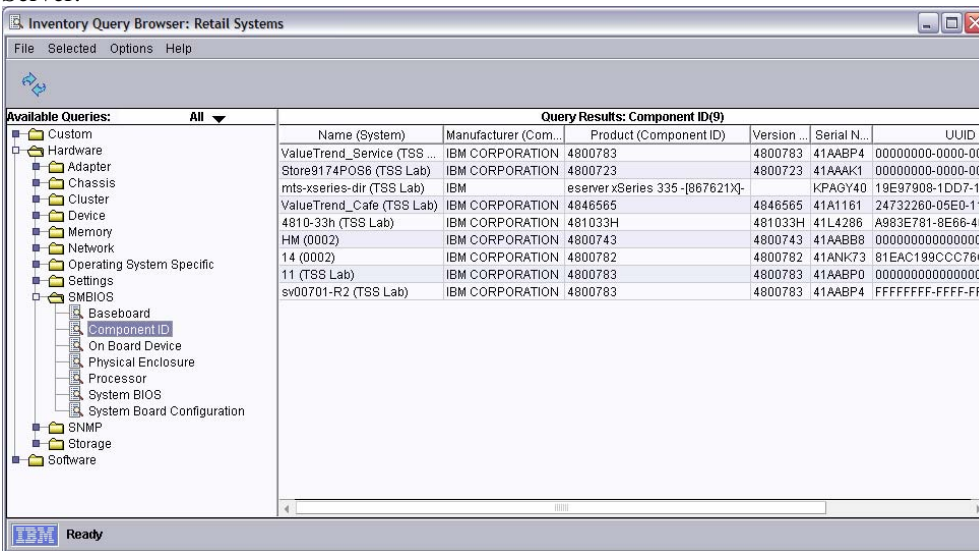 Server.
Inventory Query Browser: Retail Systems
File Selected Options Help
Available Queries: All
Query Results: Component ID(9)
Custom
Hardware
Adapter
Chassis
Cluster
Device
Memory
Network
Operating System Specific
Settings
SMBIOS
Baseboard
Component ID
On Board Device
Physical Enclosure
Processor
System BIOS
System Board Configuration
SNMP
Storage
Software
Name (System) Manufacturer (Com... Product (Component ID) Version ... Serial N... UUID
ValueTrend_Service (TSS ... IBM CORPORATION 4800783 4800783 41AABP4 00000000-0000-00
Store9174POS6 (TSS Lab) IBM CORPORATION 4800723 4800723 41AAAK1 00000000-0000-00
mts-xseries-dir (TSS Lab) IBM eserver xSeries 335 -[867621X]- KPAGY40 19E97908-1DD7-1
ValueTrend_Cafe (TSS Lab) IBM CORPORATION 4846565 4846565 41A1161 24732260-05E0-1
4810-33h (TSS Lab) IBM CORPORATION 481033H 481033H 41L4286 A983E781-8E66-4
HM (0002) IBM CORPORATION 4800743 4800743 41AABB8 0000000000000
14 (0002) IBM CORPORATION 4800782 4800782 41ANK73 81EAC199CCC76
11 (TSS Lab) IBM CORPORATION 4800783 4800783 41AABP0 0000000000000
sv00701-R2 (TSS Lab) IBM CORPORATION 4800783 4800783 41AABP4 FFFFFFFF-FFFF-FF
IBM Ready